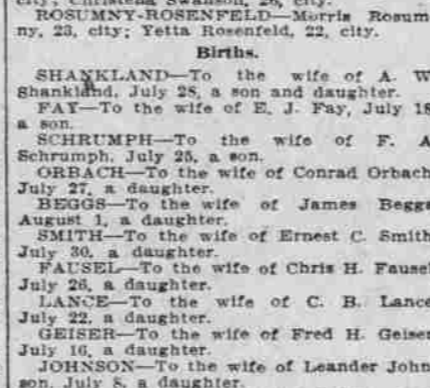 city; Christena Swanson, 26, city.
ROSUMNY-ROSENFELD—Morris Rosum-
ny, 23, city; Yetta Rosenfeld, 22, city.
Births.
SHANKLAND—To the wife of A. W.
Shankland, July 28, a son and daughter.
FAY—To the wife of E. J. Fay, July 18,
a son.
SCHRUMPH—To the wife of F. A.
Schrumph, July 25, a son.
ORBACH—To the wife of Conrad Orbach,
July 27, a daughter.
BEGGS—To the wife of James Beggs,
August 1, a daughter.
SMITH—To the wife of Ernest C. Smith,
July 30, a daughter.
FAUSEL—To the wife of Chris H. Fausel,
July 26, a daughter.
LANCE—To the wife of C. B. Lance,
July 22, a daughter.
GEISER—To the wife of Fred H. Geiser,
July 16, a daughter.
JOHNSON—To the wife of Leander John-
son, July 8, a daughter.